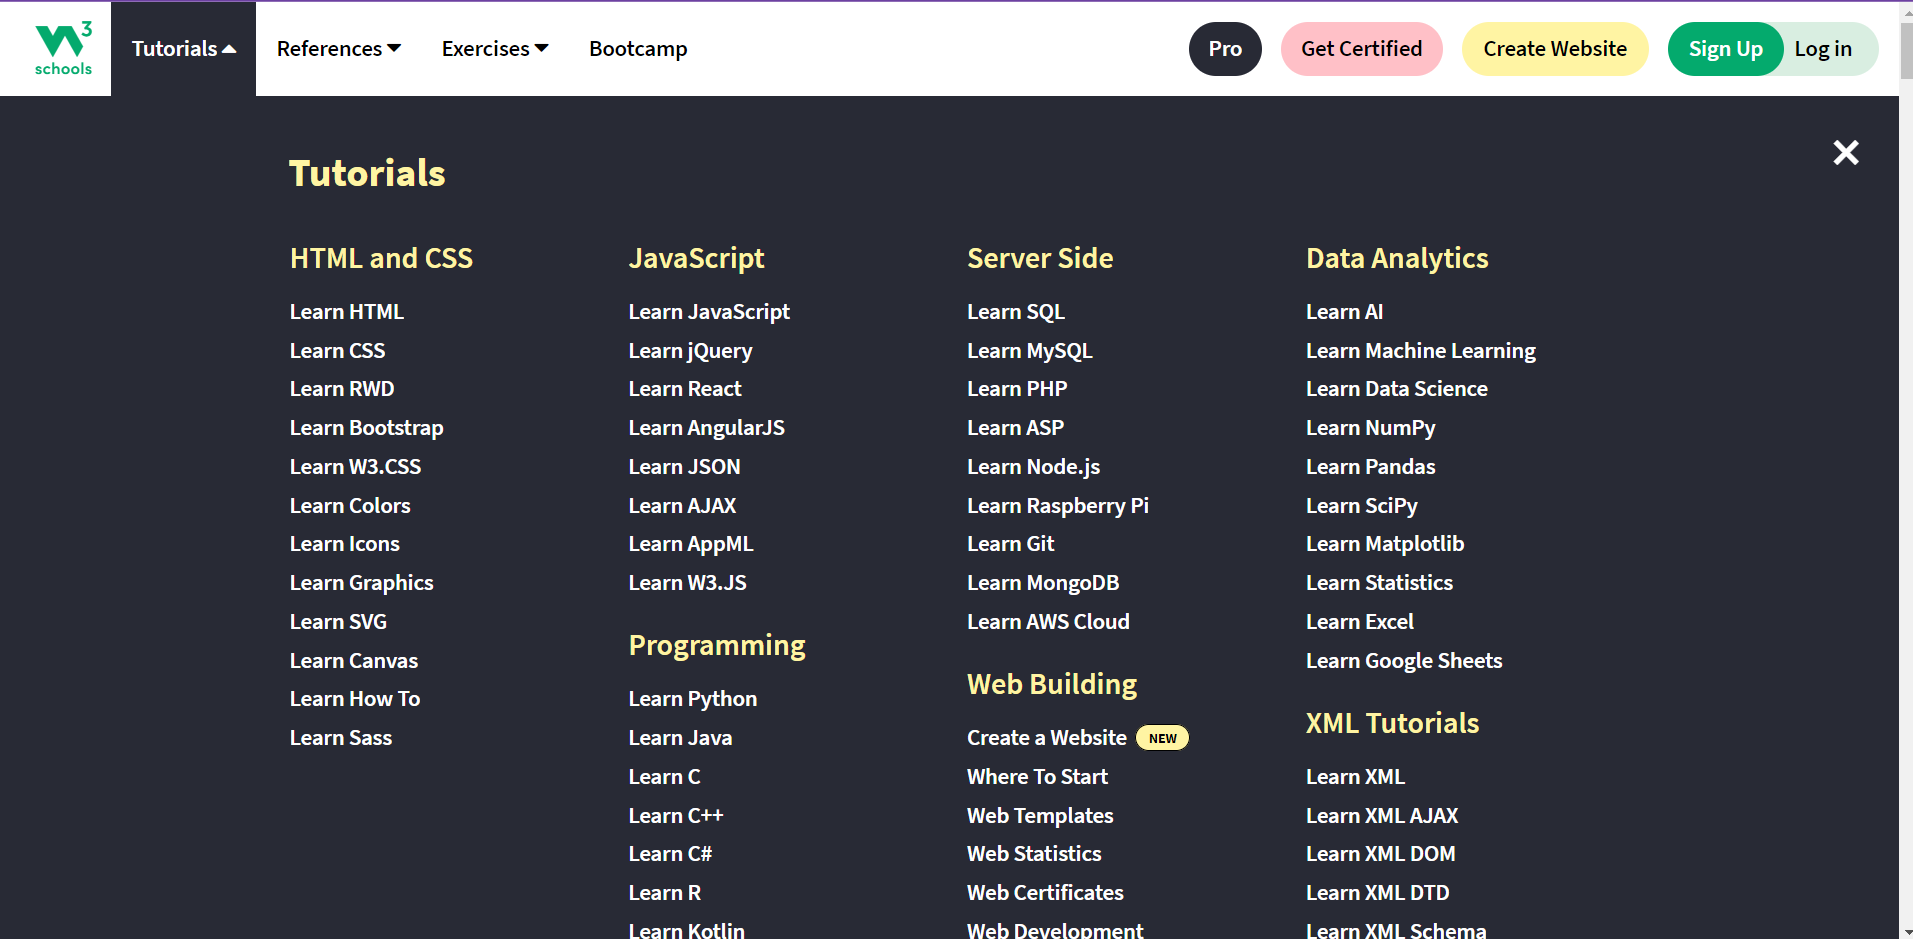 W3
schools
Tutorials
References
Exercises
Bootcamp
Pro
Get Certified
Create Website
Sign Up
Log in
Tutorials
HTML and CSS
Learn HTML
Learn CSS
Learn RWD
Learn Bootstrap
Learn W3.CSS
Learn Colors
Learn Icons
Learn Graphics
Learn SVG
Learn Canvas
Learn How To
Learn Sass
JavaScript
Learn JavaScript
Learn jQuery
Learn React
Learn AngularJS
Learn JSON
Learn AJAX
Learn AppML
Learn W3.JS
Programming
Learn Python
Learn Java
Learn C
Learn C++
Learn C#
Learn R
Learn Kotlin
Server Side
Learn SQL
Learn MySQL
Learn PHP
Learn ASP
Learn Node.js
Learn Raspberry Pi
Learn Git
Learn MongoDB
Learn AWS Cloud
Web Building
Create a Website NEW
Where To Start
Web Templates
Web Statistics
Web Certificates
Web Development
Data Analytics
Learn AI
Learn Machine Learning
Learn Data Science
Learn NumPy
Learn Pandas
Learn SciPy
Learn Matplotlib
Learn Statistics
Learn Excel
Learn Google Sheets
XML Tutorials
Learn XML
Learn XML AJAX
Learn XML DOM
Learn XML DTD
Learn XML Schema